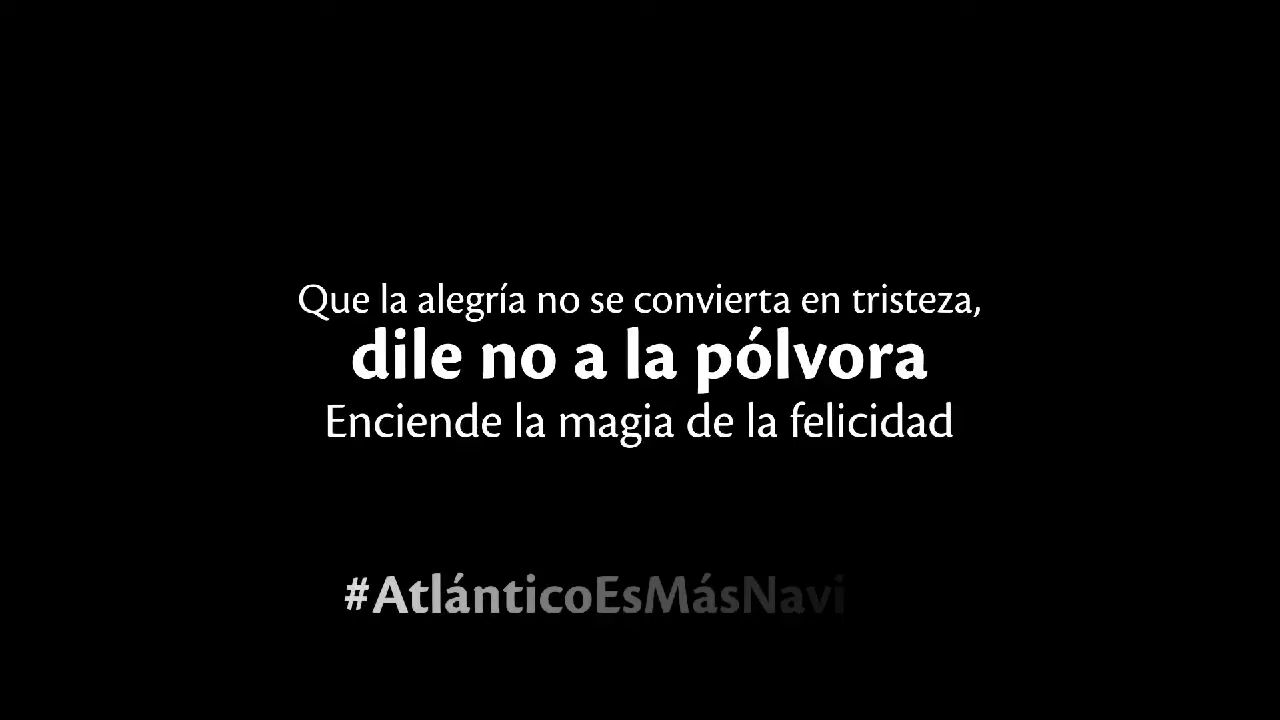 Que la alegría no se convierta en tristeza,
dile no a la pólvora
Enciende la magia de la felicidad
#AtlánticoEsMásNavi